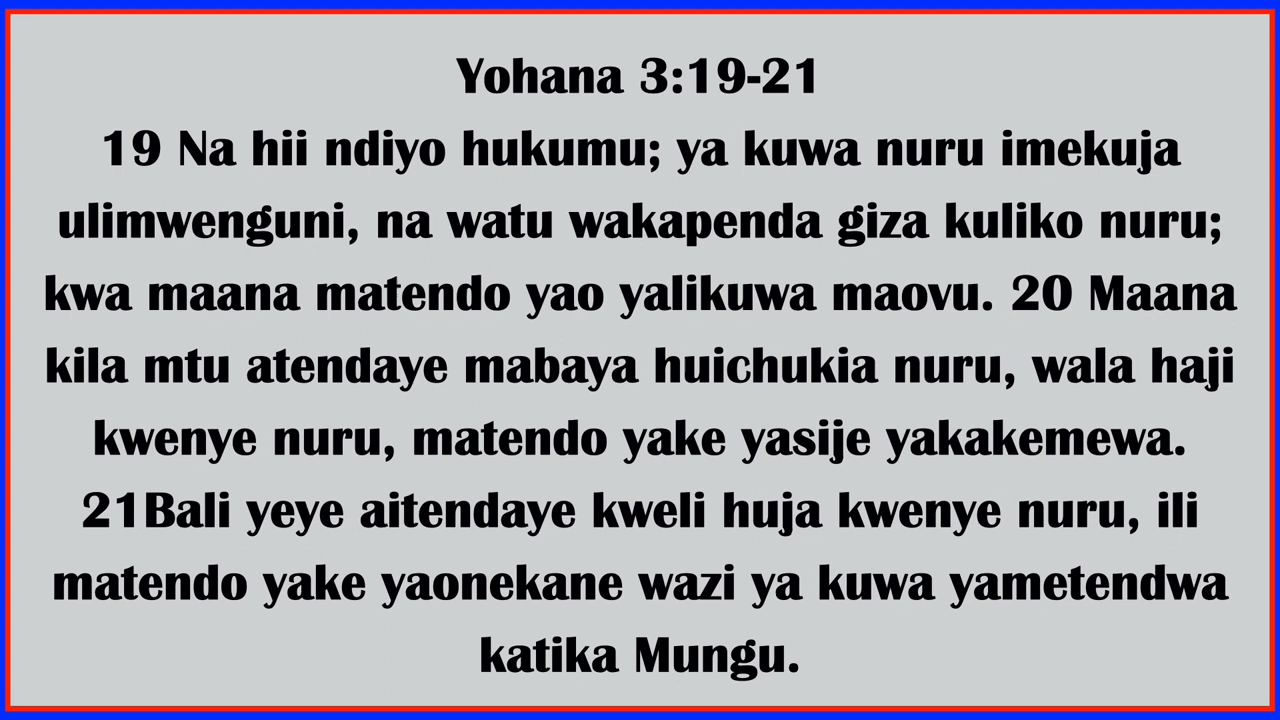 Yohana 3:19-21
19 Na hii ndiyo hukumu; ya kuwa nuru imekuja
ulimwenguni, na watu wakapenda giza kuliko nuru;
kwa maana matendo yao yalikuwa maovu. 20 Maana
kila mtu atendaye mabaya huichukia nuru, wala haji
kwenye nuru, matendo yake yasije yakakemewa.
21Bali yeye aitendaye kweli huja kwenye nuru, ili
matendo yake yaonekane wazi ya kuwa yametendwa
katika Mungu.